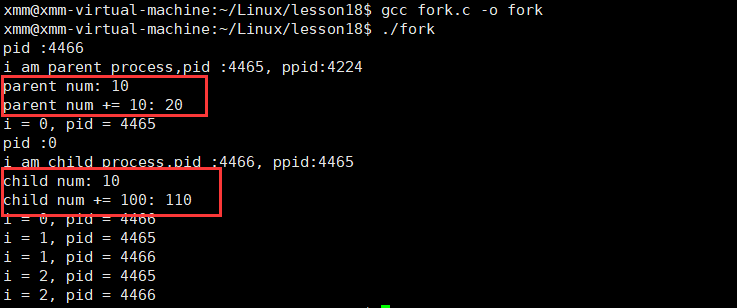 xmm@xmm-virtual-machine:~/Linux/lesson18$ gcc fork.c -o fork
xmm@xmm-virtual-machine:~/Linux/lesson18$ ./fork
pid :4466
i am parent process,pid :4465, ppid:4224
parent num: 10
parent num += 10: 20
i = 0, pid = 4465
pid :0
i am child process,pid :4466, ppid:4465
child num: 10
child num += 100: 110
i = 0, pid = 4466
i = 1, pid = 4465
i = 1, pid = 4466
i = 2, pid = 4465
i = 2, pid = 4466